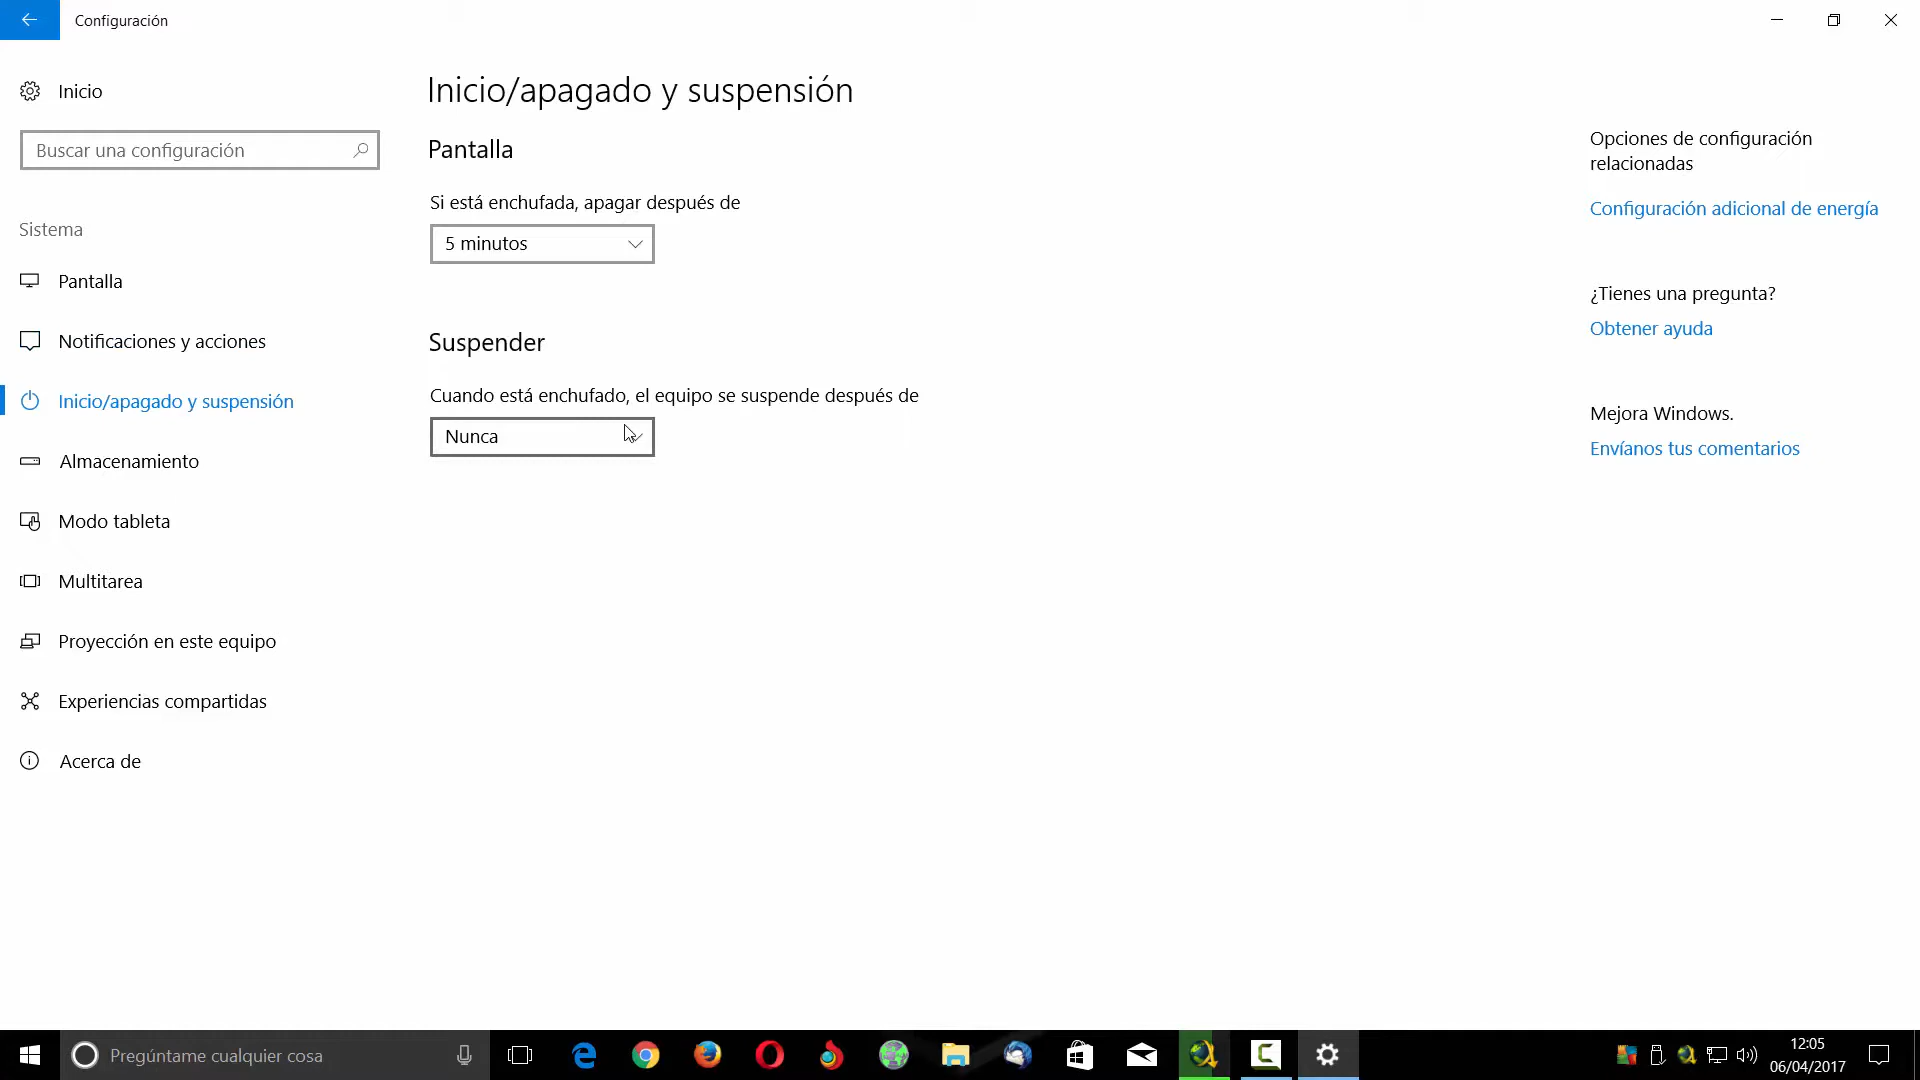 Configuración
Inicio
Buscar una configuración
Sistema
Pantalla
Notificaciones y acciones
Inicio/apagado y suspensión
Almacenamiento
Modo tableta
Multitarea
Proyección en este equipo
Experiencias compartidas
Acerca de
Inicio/apagado y suspensión
Pantalla
Si está enchufada, apagar después de
5 minutos
Suspender
Cuando está enchufado, el equipo se suspende después de
Nunca
Opciones de configuración
relacionadas
Configuración adicional de energía
¿Tienes una pregunta?
Obtener ayuda
Mejora Windows.
Envíanos tus comentarios
Pregúntame cualquier cosa
12:05
06/04/2017